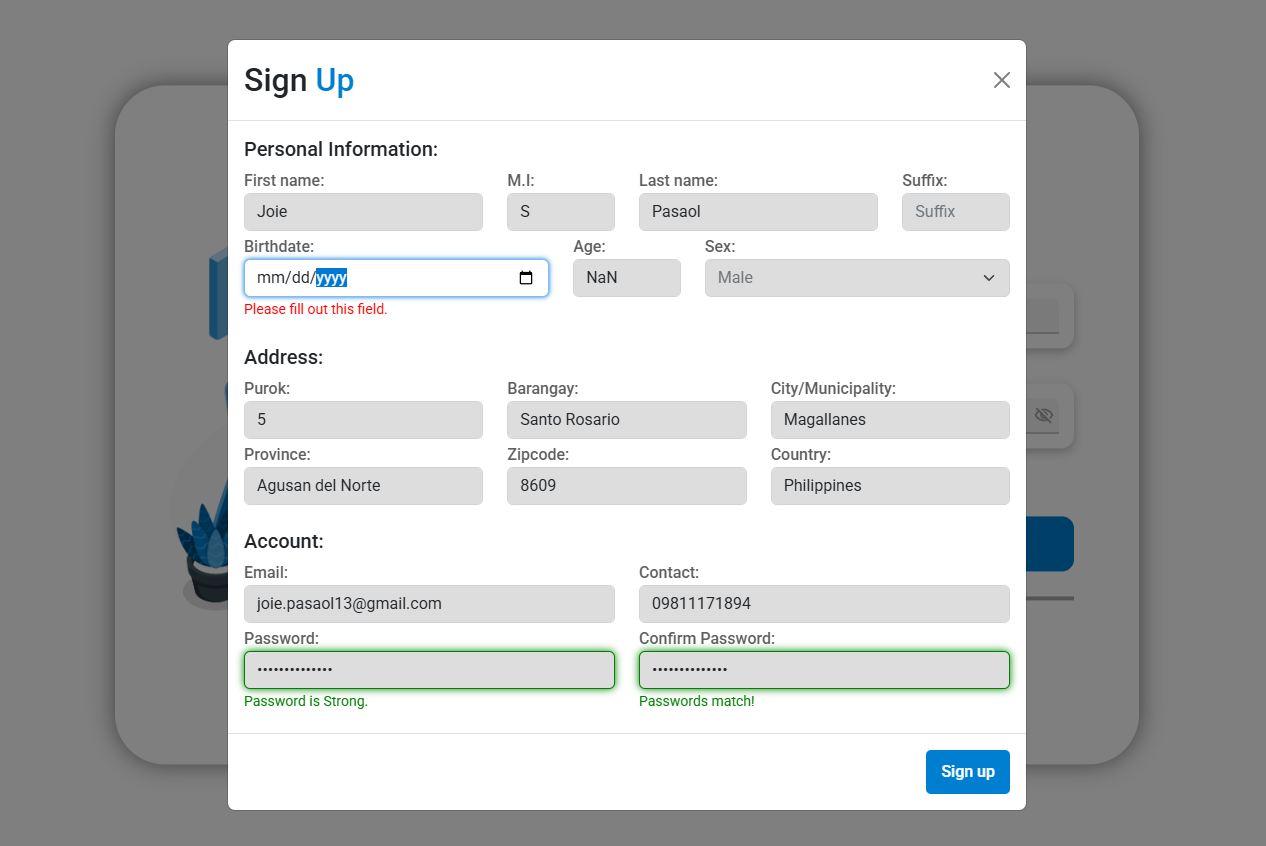 Sign Up
Personal Information:
First name: M.I: Last name: Suffix:
Joie S Pasaol Suffix
Birthdate: Age: Sex:
mm/dd/yyyy NaN Male
Please fill out this field.
Address:
Purok: Barangay: City/Municipality:
5 Santo Rosario Magallanes
Province: Zipcode: Country:
Agusan del Norte 8609 Philippines
Account:
Email: Contact:
joie.pasaol13@gmail.com 09811171894
Password: Confirm Password:
•••••••••••••• ••••••••••••••
Password is Strong. Passwords match!
Sign up